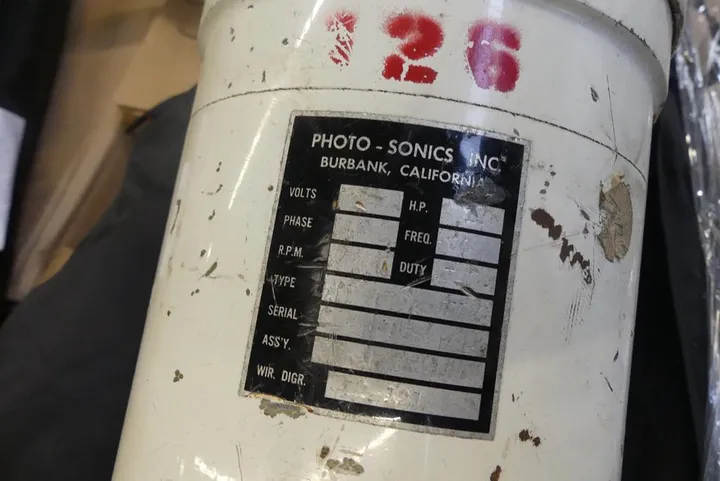 126
PHOTO - SONICS INC
BURBANK, CALIFORNIA
VOLTS H.P.
PHASE FREQ.
R.P.M. DUTY
TYPE
SERIAL
ASS'Y.
WIR. DIGR.